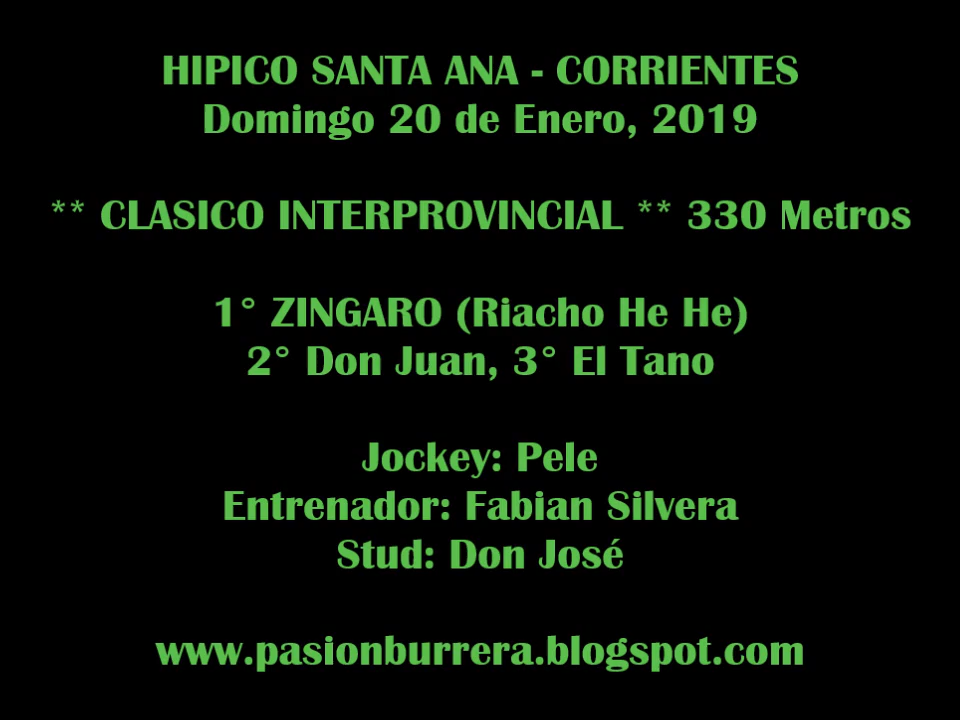 HIPICO SANTA ANA - CORRIENTES
Domingo 20 de Enero, 2019
** CLASICO INTERPROVINCIAL ** 330 Metros
1° ZINGARO (Riacho He He)
2° Don Juan, 3° El Tano
Jockey: Pele
Entrenador: Fabian Silvera
Stud: Don José
www.pasionburrera.blogspot.com